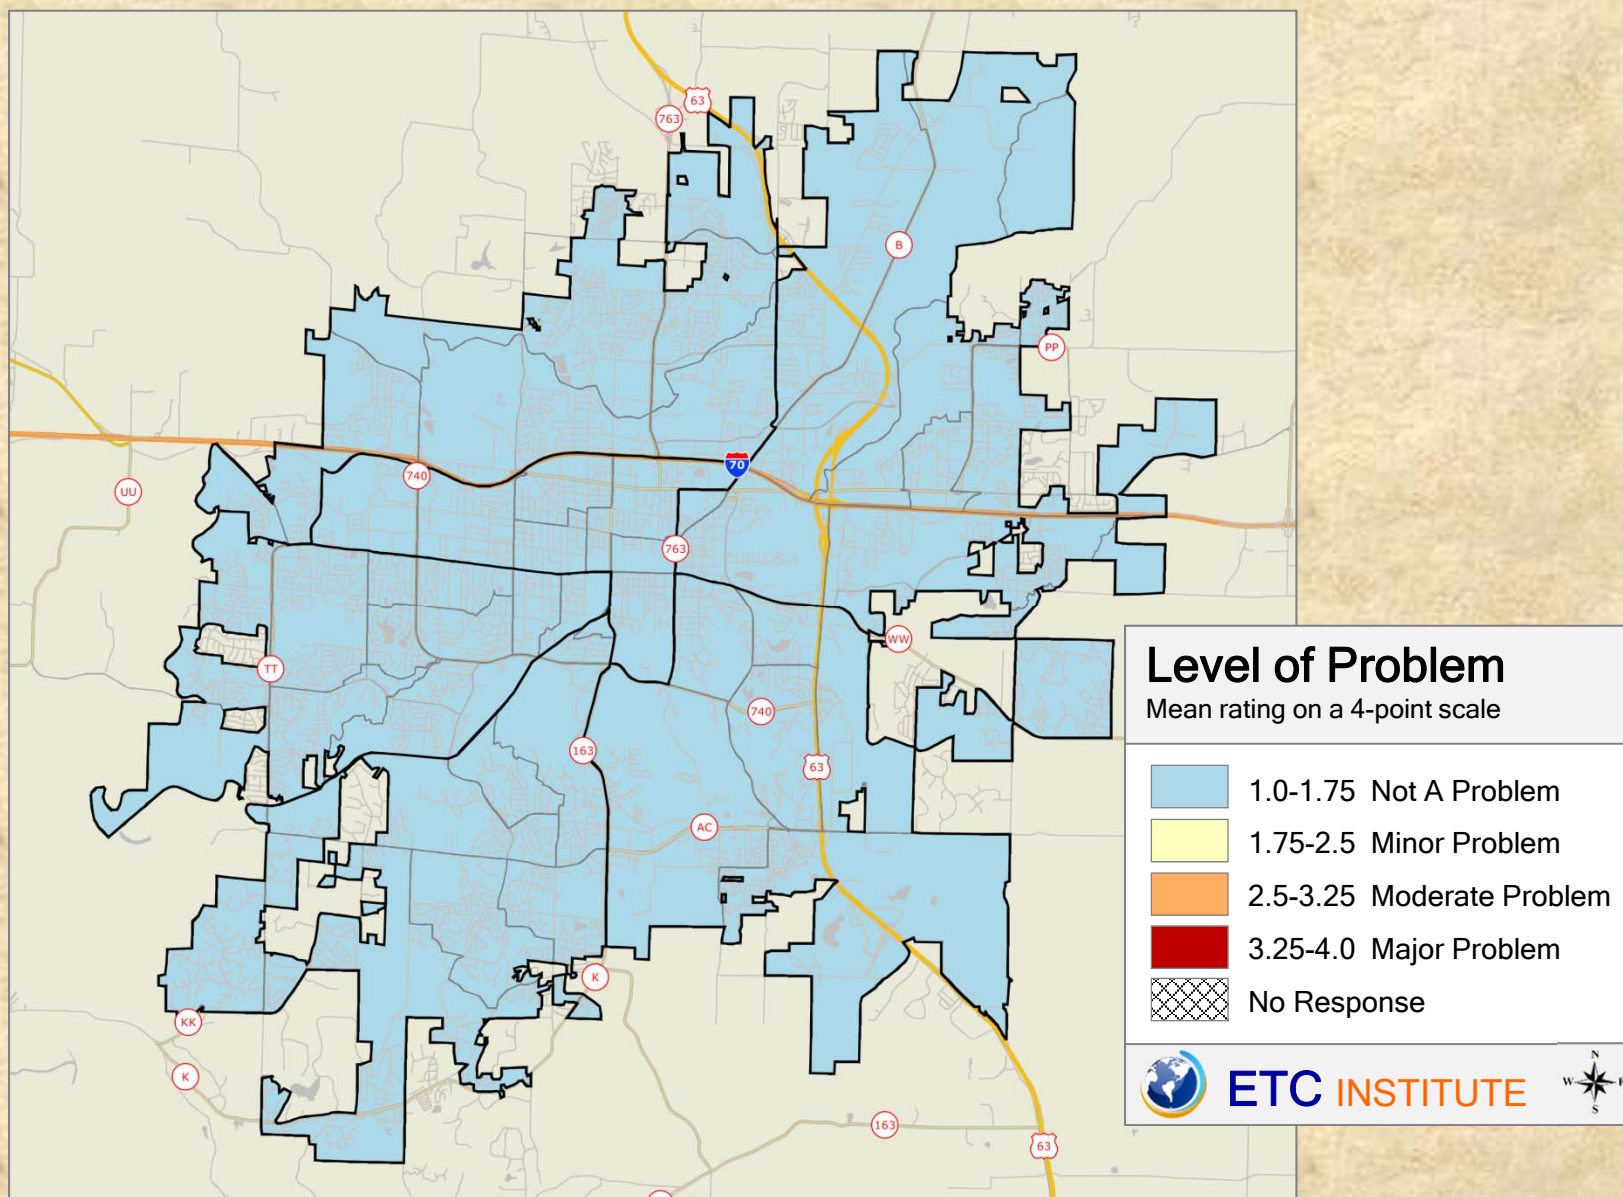 63
763
B
PP
70
740
UU
763
WW
TT
740
163
63
AC
K
KK
K
163
63
Level of Problem
Mean rating on a 4-point scale
1.0-1.75 Not A Problem
1.75-2.5 Minor Problem
2.5-3.25 Moderate Problem
3.25-4.0 Major Problem
No Response
ETC INSTITUTE
N
W
S